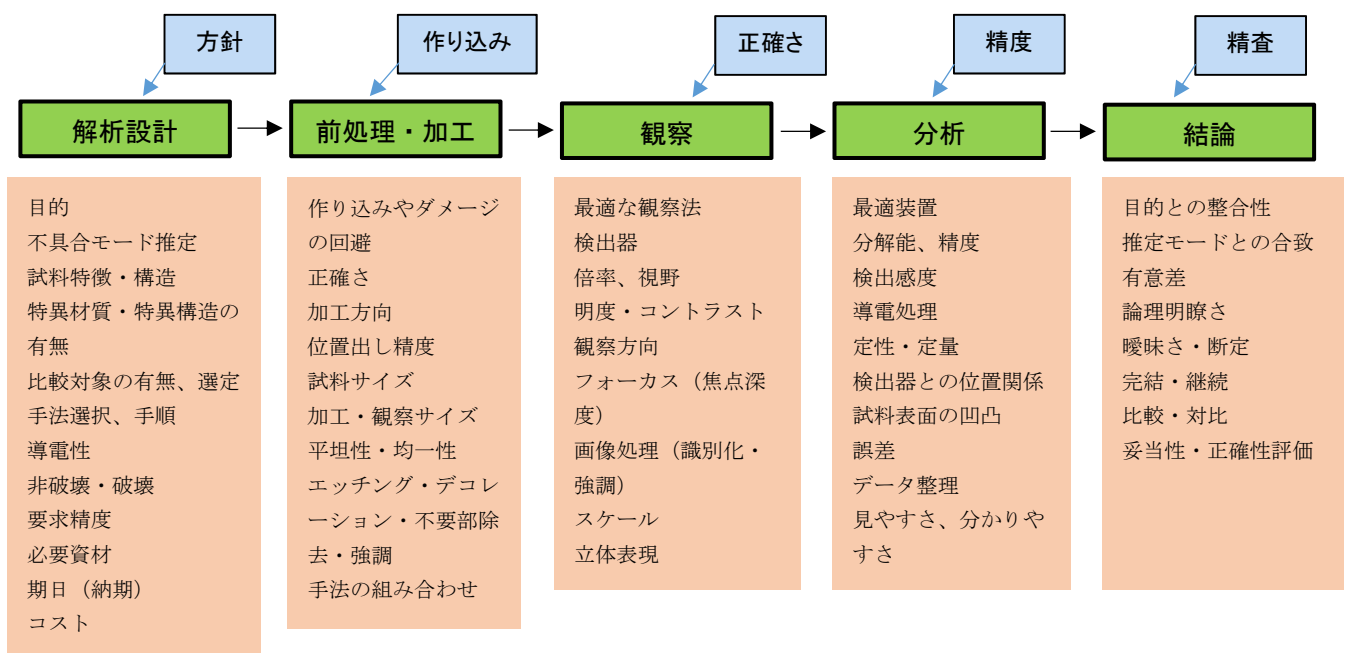 方針
作り込み
正確さ
精度
精査
解析設計
前処理・加工
観察
分析
結論
目的
不具合モード推定
試料特徴・構造
特異材質・特異構造の
有無
比較対象の有無、選定
手法選択、手順
導電性
非破壊・破壊
要求精度
必要資材
期日（納期）
コスト
作り込みやダメージ
の回避
正確さ
加工方向
位置出し精度
試料サイズ
加工・観察サイズ
平坦性・均一性
エッチング・デコレ
ーション・不要部除
去・強調
手法の組み合わせ
最適な観察法
検出器
倍率、視野
明度・コントラスト
観察方向
フォーカス（焦点深
度）
画像処理（識別化・
強調）
スケール
立体表現
最適装置
分解能、精度
検出感度
導電処理
定性・定量
検出器との位置関係
試料表面の凹凸
誤差
データ整理
見やすさ、分かりや
すさ
目的との整合性
推定モードとの合致
有意差
論理明瞭さ
曖昧さ・断定
完結・継続
比較・対比
妥当性・正確性評価